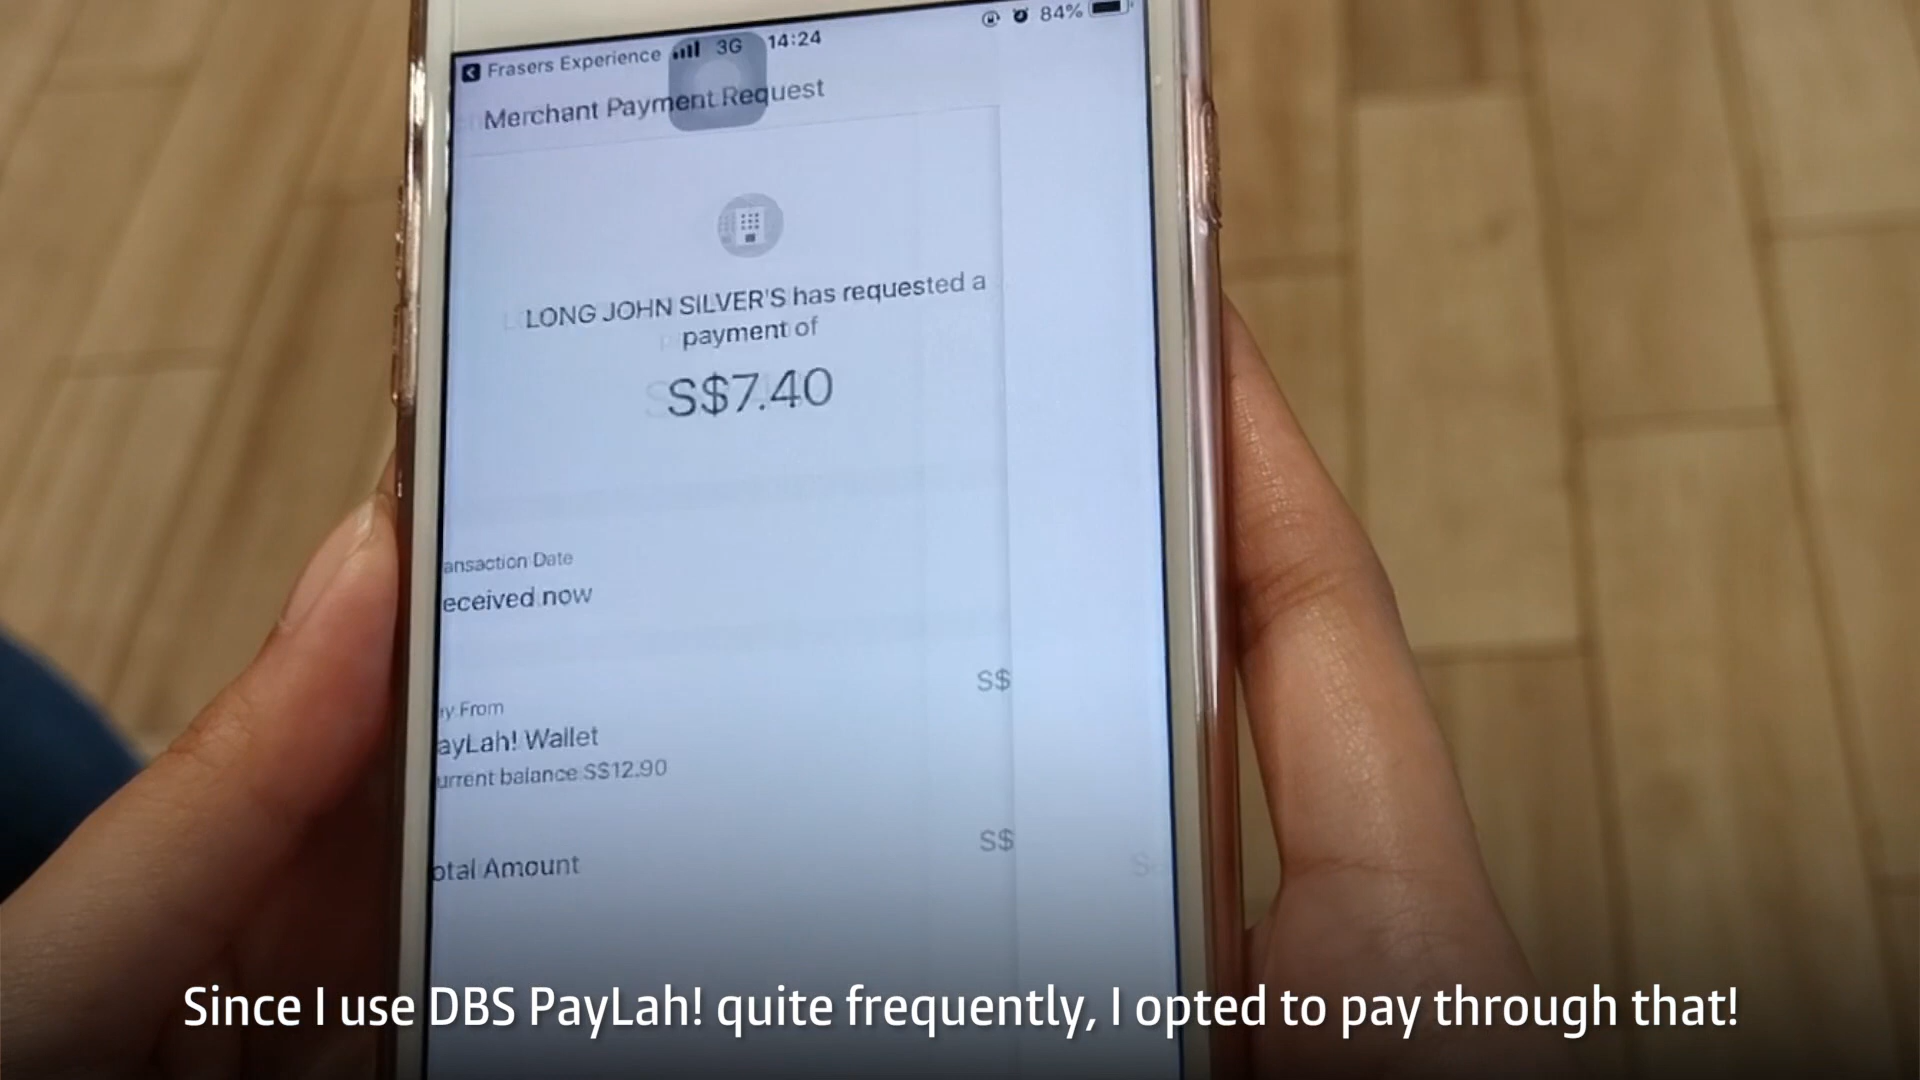 Frasers Experience 3G 14:24 84%
Merchant Payment Request
LONG JOHN SILVER'S has requested a
payment of
S$7.40
ansaction Date
eceived now
S$
ay From
ayLah! Wallet
urrent balance S$12.90
S$
otal Amount
Since I use DBS PayLah! quite frequently, I opted to pay through that!